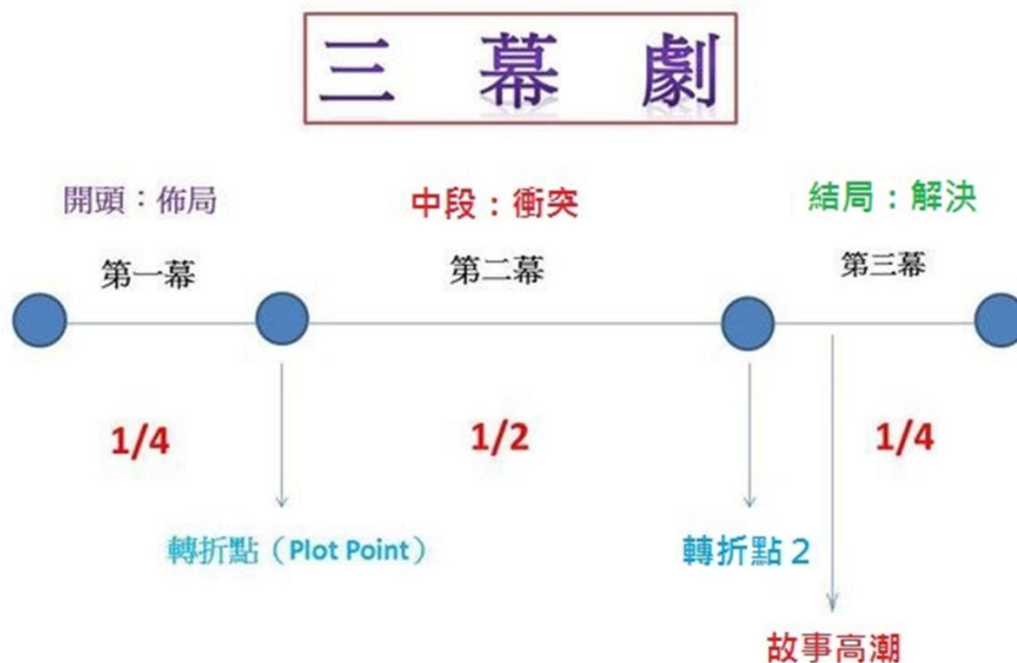 三幕劇
開頭：佈局
中段：衝突
結局：解決
第一幕
第二幕
第三幕
1/4
1/2
1/4
轉折點（Plot Point）
轉折點2
故事高潮